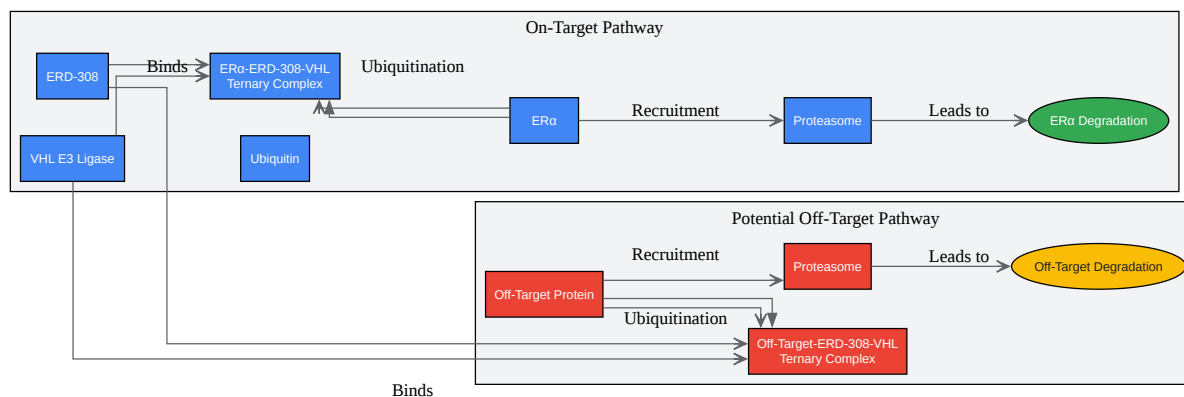 On-Target Pathway
ERD-308
Binds
ERα-ERD-308-VHL
Ternary Complex
Ubiquitination
ERα
Recruitment
Proteasome
Leads to
ERα Degradation
VHL E3 Ligase
Ubiquitin
Potential Off-Target Pathway
Off-Target Protein
Recruitment
Proteasome
Leads to
Off-Target Degradation
Ubiquitination
Off-Target-ERD-308-VHL
Ternary Complex
Binds